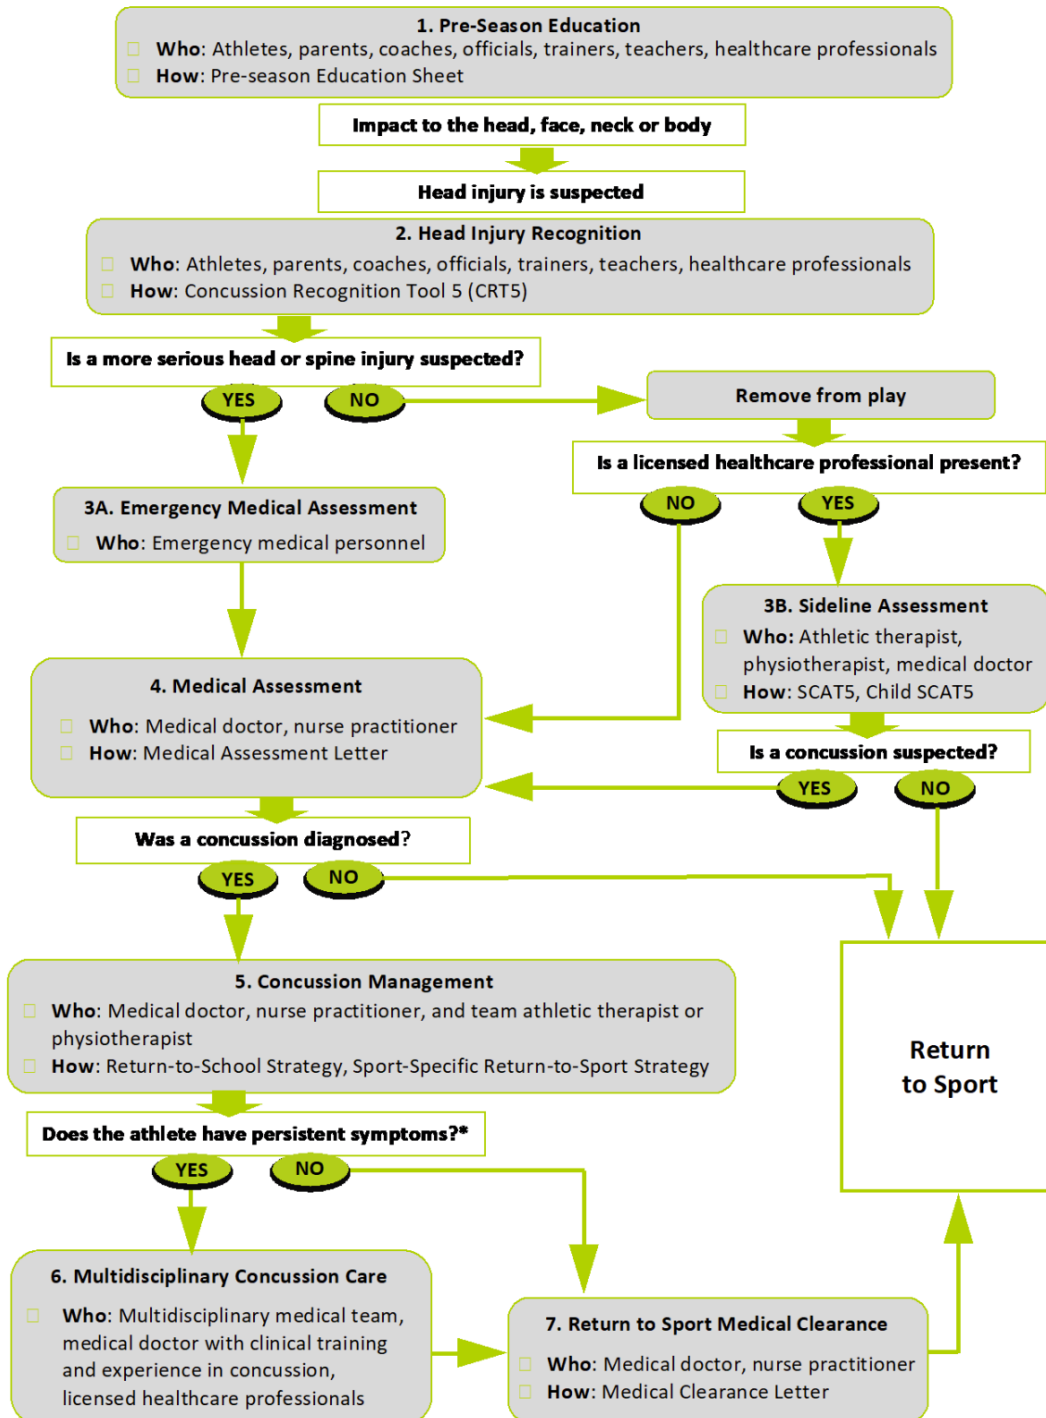 1. Pre-Season Education
Who: Athletes, parents, coaches, officials, trainers, teachers, healthcare professionals
How: Pre-season Education Sheet
Impact to the head, face, neck or body
Head injury is suspected
2. Head Injury Recognition
Who: Athletes, parents, coaches, officials, trainers, teachers, healthcare professionals
How: Concussion Recognition Tool 5 (CRT5)
Is a more serious head or spine injury suspected?
YES
NO
Remove from play
Is a licensed healthcare professional present?
NO
YES
3A. Emergency Medical Assessment
Who: Emergency medical personnel
3B. Sideline Assessment
Who: Athletic therapist,
physiotherapist, medical doctor
How: SCAT5, Child SCAT5
4. Medical Assessment
Who: Medical doctor, nurse practitioner
How: Medical Assessment Letter
Is a concussion suspected?
YES
NO
Was a concussion diagnosed?
YES
NO
5. Concussion Management
Who: Medical doctor, nurse practitioner, and team athletic therapist or
physiotherapist
How: Return-to-School Strategy, Sport-Specific Return-to-Sport Strategy
Return
to Sport
Does the athlete have persistent symptoms?*
YES
NO
6. Multidisciplinary Concussion Care
Who: Multidisciplinary medical team,
medical doctor with clinical training
and experience in concussion,
licensed healthcare professionals
7. Return to Sport Medical Clearance
Who: Medical doctor, nurse practitioner
How: Medical Clearance Letter